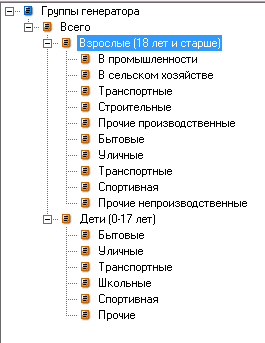 Группы генератора
Всего
Взрослые (18 лет и старше)
В промышленности
В сельском хозяйстве
Транспортные
Строительные
Прочие производственные
Бытовые
Уличные
Транспортные
Спортивная
Прочие непроизводственные
Дети (0-17 лет)
Бытовые
Уличные
Транспортные
Школьные
Спортивная
Прочие